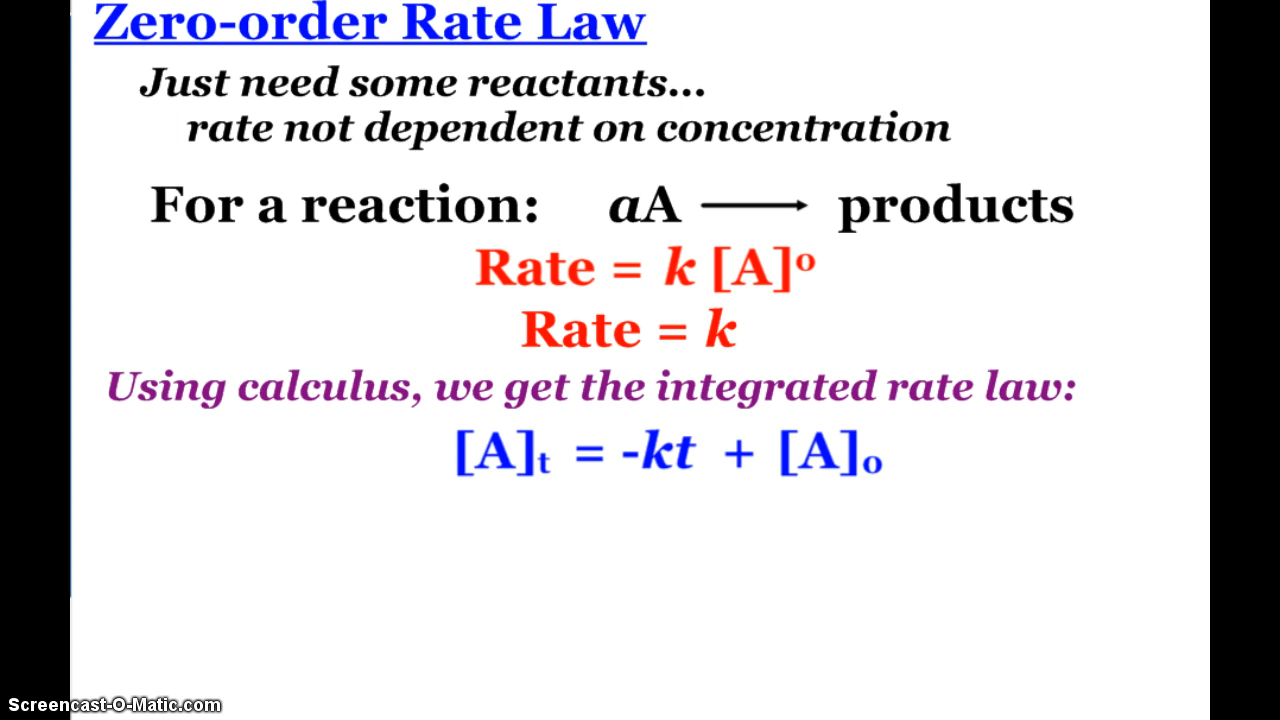 Zero-order Rate Law
Just need some reactants...
rate not dependent on concentration
For a reaction: aA ⟶ products
Rate = k [A]⁰
Rate = k
Using calculus, we get the integrated rate law:
[A]ₜ = -kt + [A]₀
Screencast-O-Matic.com